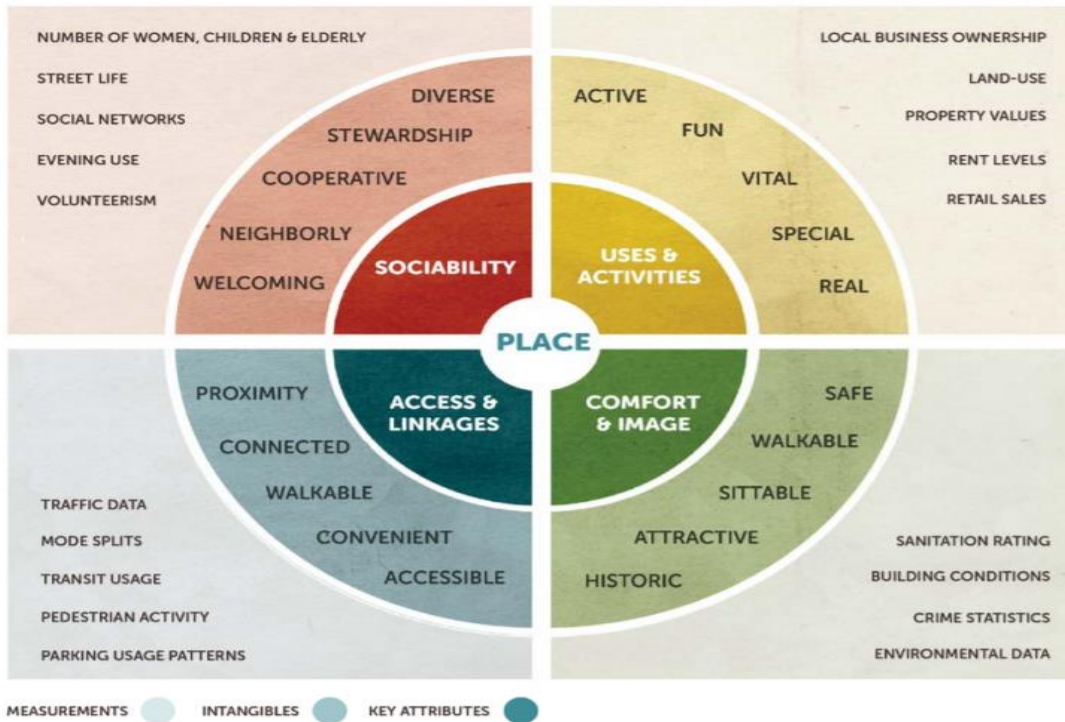 NUMBER OF WOMEN, CHILDREN & ELDERLY
STREET LIFE
SOCIAL NETWORKS
EVENING USE
VOLUNTEERISM
DIVERSE
STEWARDSHIP
COOPERATIVE
NEIGHBORLY
WELCOMING
SOCIABILITY
LOCAL BUSINESS OWNERSHIP
LAND-USE
PROPERTY VALUES
RENT LEVELS
RETAIL SALES
ACTIVE
FUN
VITAL
SPECIAL
REAL
USES &
ACTIVITIES
PLACE
ACCESS &
LINKAGES
PROXIMITY
CONNECTED
WALKABLE
CONVENIENT
ACCESSIBLE
TRAFFIC DATA
MODE SPLITS
TRANSIT USAGE
PEDESTRIAN ACTIVITY
PARKING USAGE PATTERNS
COMFORT
& IMAGE
SAFE
WALKABLE
SITTABLE
ATTRACTIVE
HISTORIC
SANITATION RATING
BUILDING CONDITIONS
CRIME STATISTICS
ENVIRONMENTAL DATA
MEASUREMENTS
INTANGIBLES
KEY ATTRIBUTES